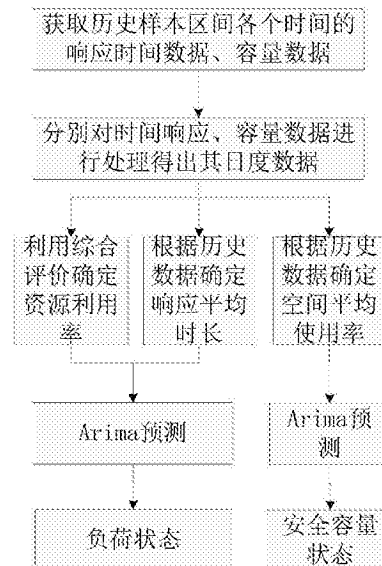 获取历史样本区间各个时间的
响应时间数据、容量数据
分别对时间响应、容量数据进
行处理得出其日度数据
利用综合
评价确定
资源利用
率
根据历史
数据确定
响应平均
时长
根据历史
数据确定
空间平均
使用率
Arima预测
Arima预
测
负荷状态
安全容量
状态